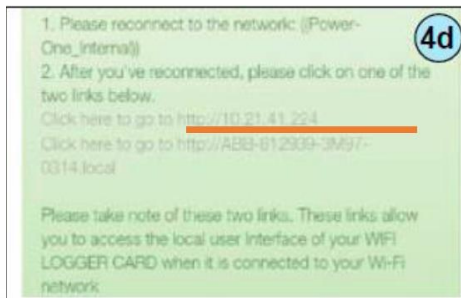 1. Please reconnect to the network: ((Power-
One_Internal))
4d
2. After you've reconnected, please click on one of the
two links below.
Click here to go to http://10.21.41.224
Click here to go to http://ABB-812939-3M97-
0314.local
Please take note of these two links. These links allow
you to access the local user interface of your WIFI
LOGGER CARD when it is connected to your Wi-Fi
network